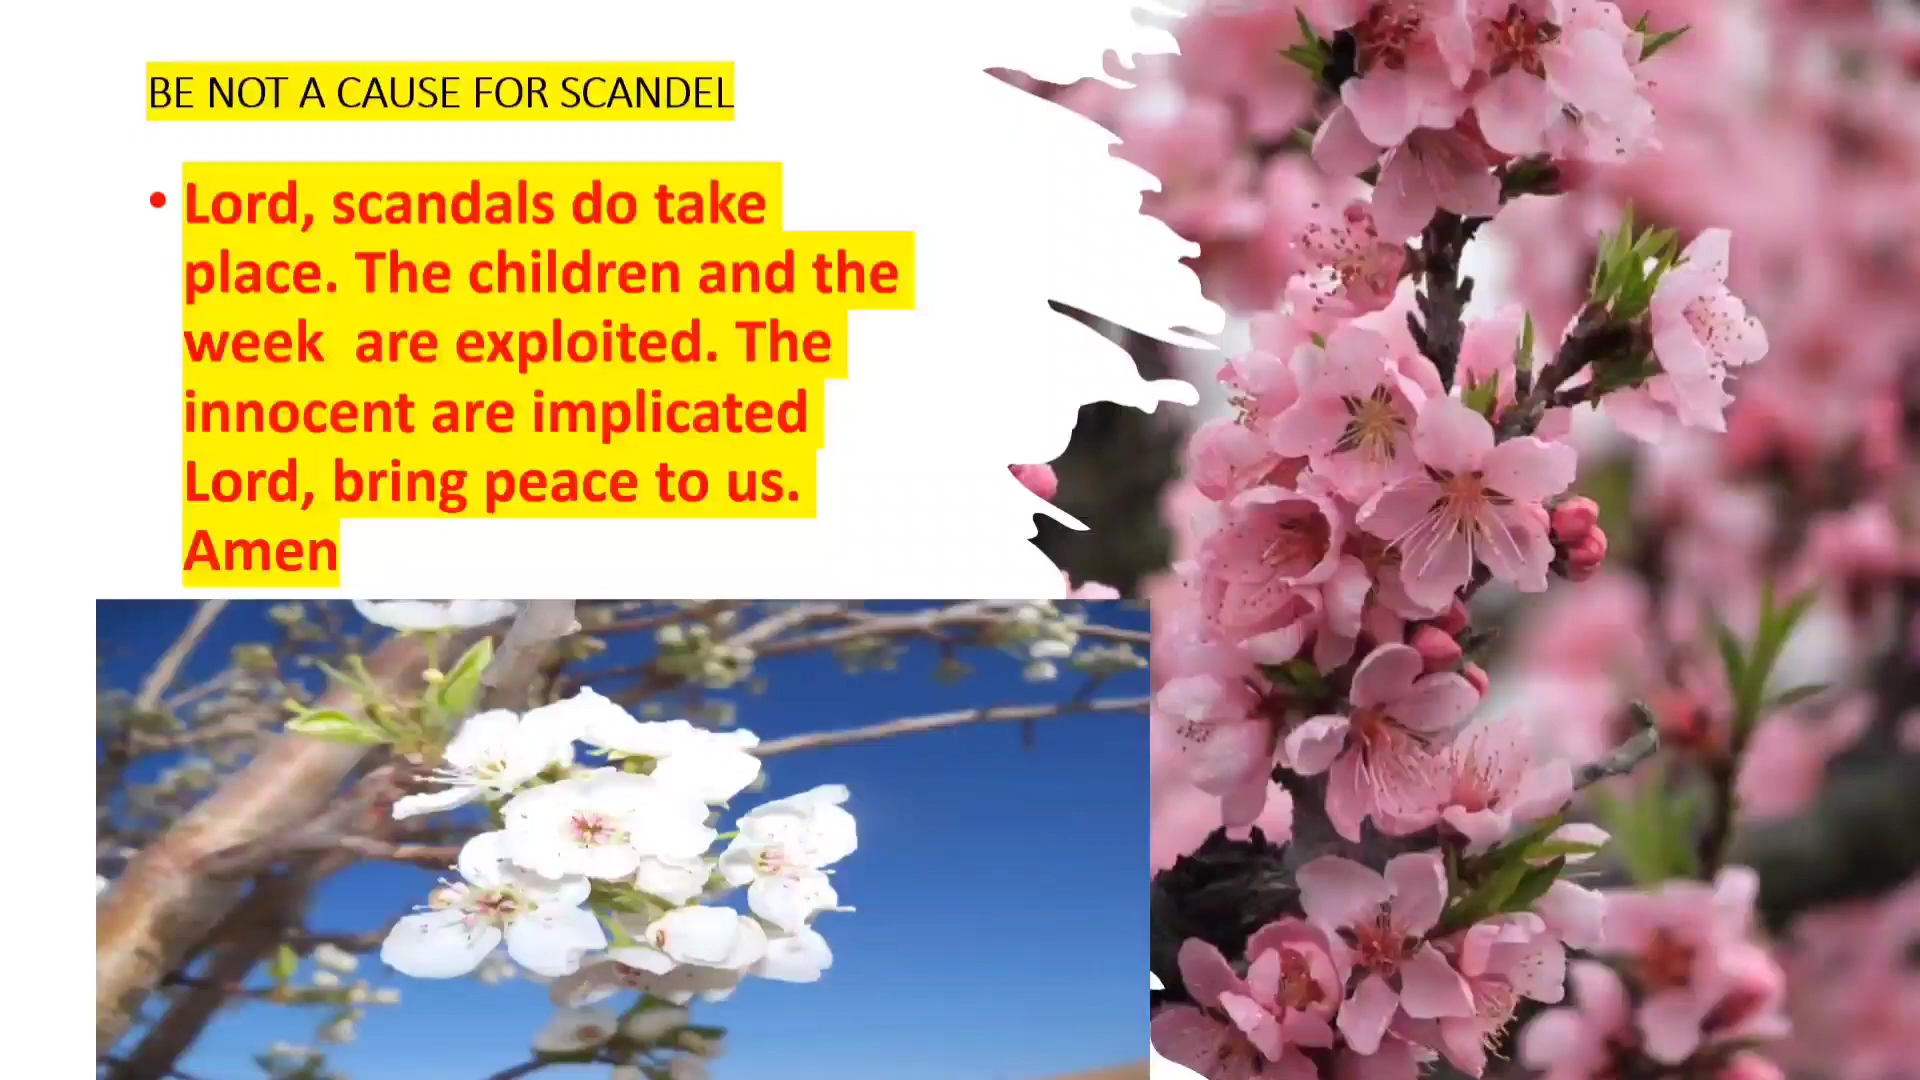 BE NOT A CAUSE FOR SCANDEL
• Lord, scandals do take
place. The children and the
week  are exploited. The
innocent are implicated
Lord, bring peace to us.
Amen